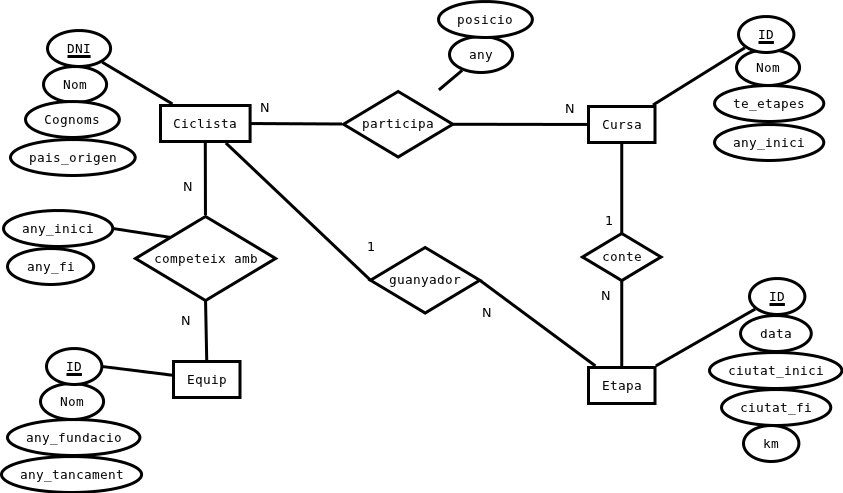 posicio
any
DNI
Nom
Cognoms
pais_origen
ID
Nom
te_etapes
any_inici
Ciclista
N
participa
N
Cursa
N
any_inici
any_fi
competeix amb
N
1
guanyador
N
1
conte
N
ID
Nom
any_fundacio
any_tancament
Equip
Etapa
ID
data
ciutat_inici
ciutat_fi
km